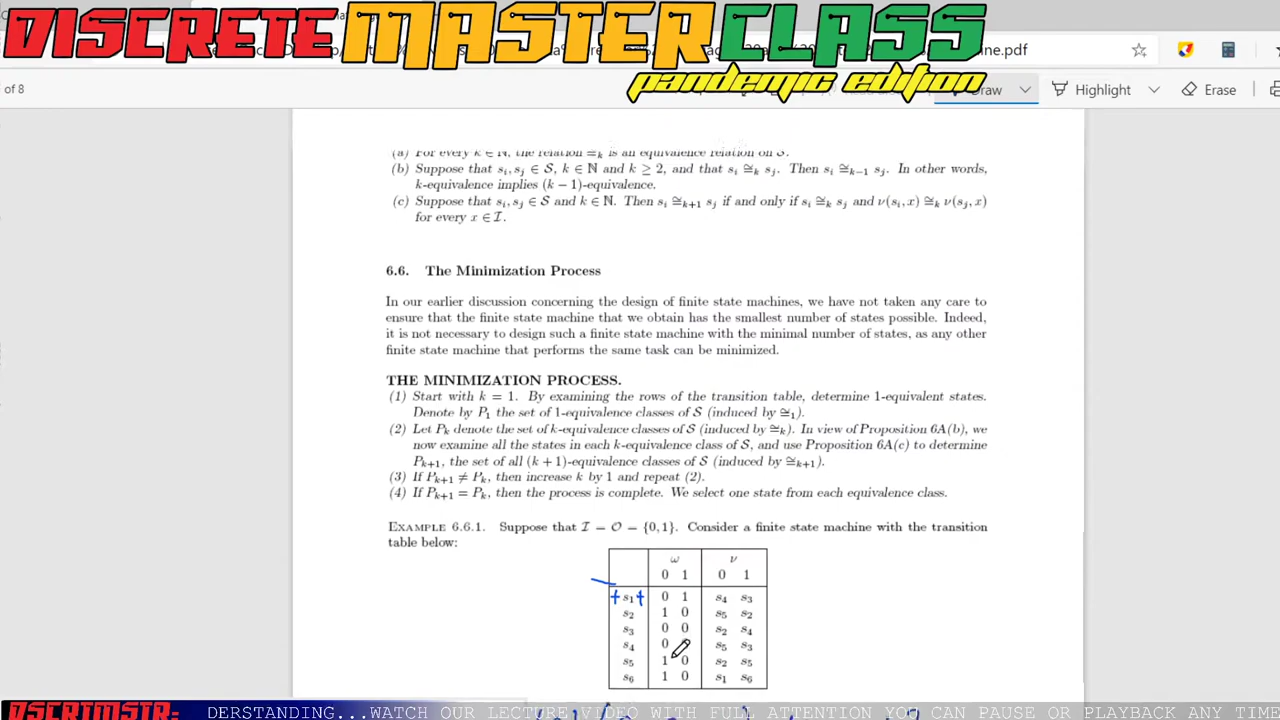 DISCRETE MASTER CLASS
pandemic edition
ne.pdf
of 8
Draw
Highlight
Erase
(a) For every k ∈ ℕ, the relation ≅k is an equivalence relation on S.
(b) Suppose that si, sj ∈ S, k ∈ ℕ and k ≥ 2, and that si ≅k sj. Then si ≅k−1 sj. In other words,
k-equivalence implies (k − 1)-equivalence.
(c) Suppose that si, sj ∈ S and k ∈ ℕ. Then si ≅k+1 sj if and only if si ≅k sj and ν(si, x) ≅k ν(sj, x)
for every x ∈ I.
6.6. The Minimization Process
In our earlier discussion concerning the design of finite state machines, we have not taken any care to
ensure that the finite state machine that we obtain has the smallest number of states possible. Indeed,
it is not necessary to design such a finite state machine with the minimal number of states, as any other
finite state machine that performs the same task can be minimized.
THE MINIMIZATION PROCESS.
(1) Start with k = 1. By examining the rows of the transition table, determine 1-equivalent states.
Denote by P1 the set of 1-equivalence classes of S (induced by ≅1).
(2) Let Pk denote the set of k-equivalence classes of S (induced by ≅k). In view of Proposition 6A(b), we
now examine all the states in each k-equivalence class of S, and use Proposition 6A(c) to determine
Pk+1, the set of all (k + 1)-equivalence classes of S (induced by ≅k+1).
(3) If Pk+1 ≠ Pk, then increase k by 1 and repeat (2).
(4) If Pk+1 = Pk, then the process is complete. We select one state from each equivalence class.
Example 6.6.1. Suppose that I = O = {0, 1}. Consider a finite state machine with the transition
table below:
ω ν
0 1 0 1
s1 0 1 s4 s3
s2 1 0 s5 s2
s3 0 0 s2 s4
s4 0 s5 s3
s5 1 0 s2 s5
s6 1 0 s1 s6
DSCRTMSTR:
DERSTANDING...WATCH OUR LECTURE VIDEO WITH FULL ATTENTION YOU CAN PAUSE OR PLAYBACK ANY TIME